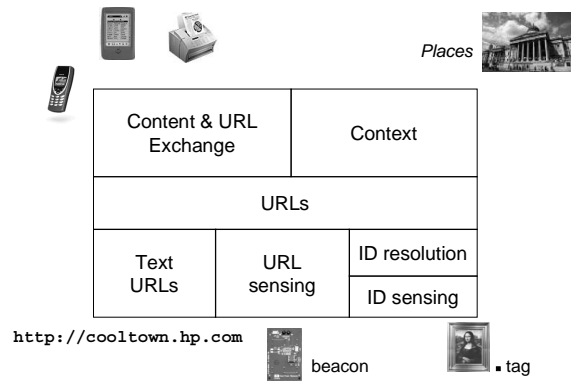 Places
Content & URL
Exchange
Context
URLs
Text
URLs
URL
sensing
ID resolution
ID sensing
http://cooltown.hp.com
beacon
tag